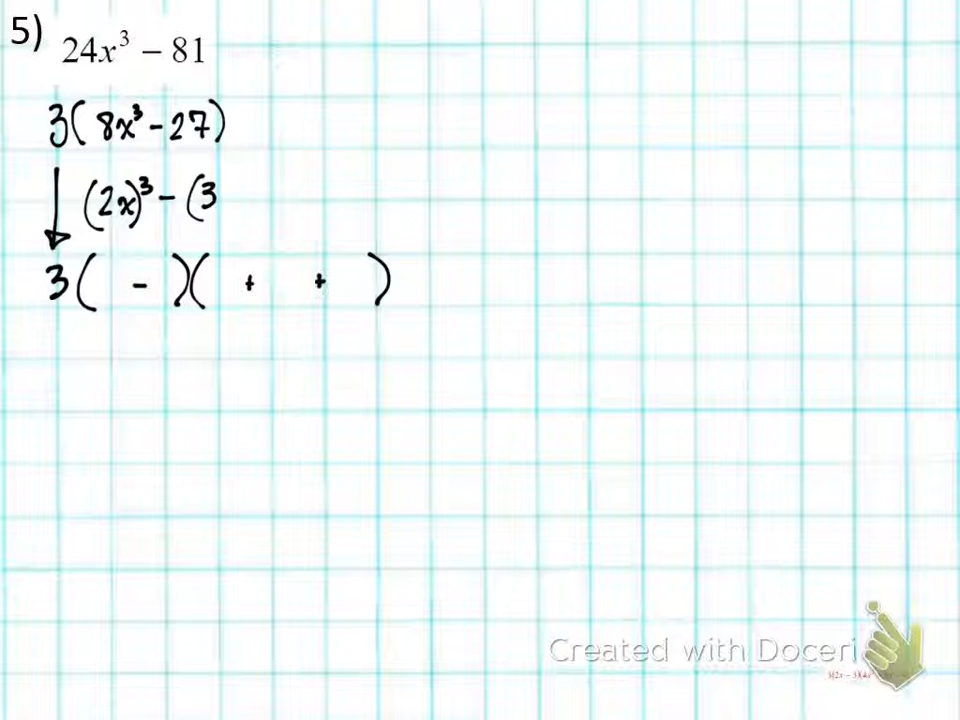 5) 24x³ − 81
3( 8x³ - 27)
(2x)³ - (3
3(  -  )(  +  +  )
Created with Doceri